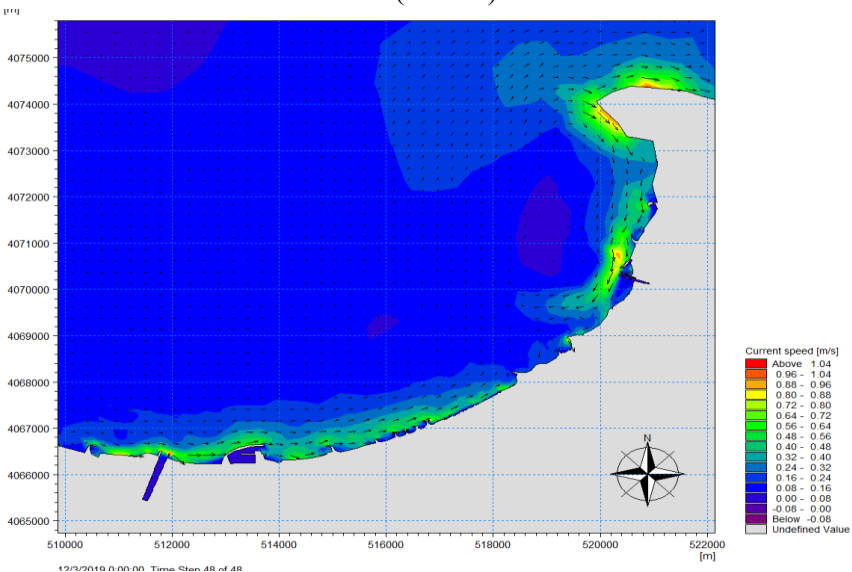 [m]
4075000
4074000
4073000
4072000
4071000
4070000
4069000
4068000
4067000
4066000
4065000
510000 512000 514000 516000 518000 520000 522000
[m]
N
Current speed [m/s]
Above 1.04
0.96 - 1.04
0.88 - 0.96
0.80 - 0.88
0.72 - 0.80
0.64 - 0.72
0.56 - 0.64
0.48 - 0.56
0.40 - 0.48
0.32 - 0.40
0.24 - 0.32
0.16 - 0.24
0.08 - 0.16
0.00 - 0.08
-0.08 - 0.00
Below -0.08
Undefined Value
12/3/2019 0:00:00 Time Step 48 of 48